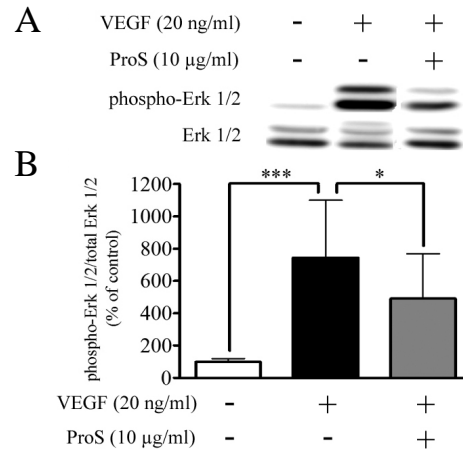 A
VEGF (20 ng/ml) - + +
ProS (10 µg/ml) - - +
phospho-Erk 1/2
Erk 1/2
B
phospho-Erk 1/2/total Erk 1/2
(% of control)
1200
1000
800
600
400
200
0
*** *
VEGF (20 ng/ml) - + +
ProS (10 µg/ml) - - +